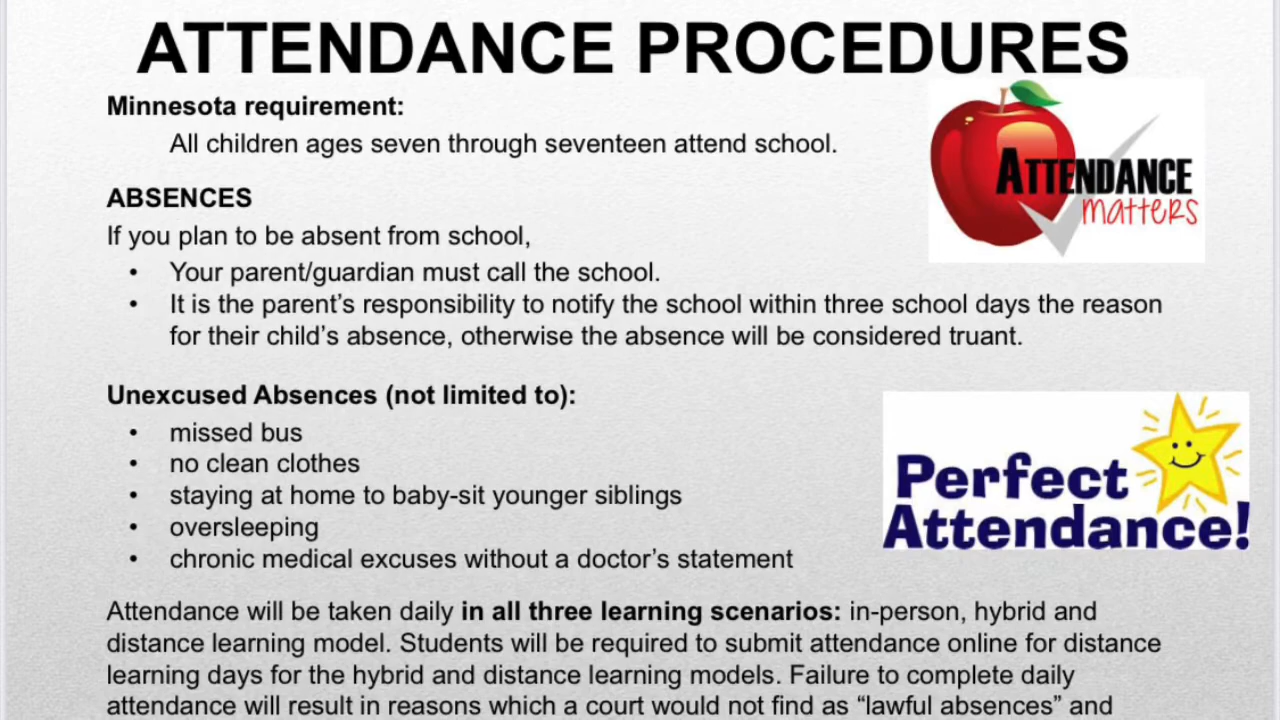 ATTENDANCE PROCEDURES
Minnesota requirement:
All children ages seven through seventeen attend school.
ATTENDANCE
matters
ABSENCES
If you plan to be absent from school,
• Your parent/guardian must call the school.
• It is the parent’s responsibility to notify the school within three school days the reason
for their child’s absence, otherwise the absence will be considered truant.
Unexcused Absences (not limited to):
• missed bus
• no clean clothes
• staying at home to baby-sit younger siblings
• oversleeping
• chronic medical excuses without a doctor’s statement
Perfect
Attendance!
Attendance will be taken daily in all three learning scenarios: in-person, hybrid and
distance learning model. Students will be required to submit attendance online for distance
learning days for the hybrid and distance learning models. Failure to complete daily
attendance will result in reasons which a court would not find as “lawful absences” and